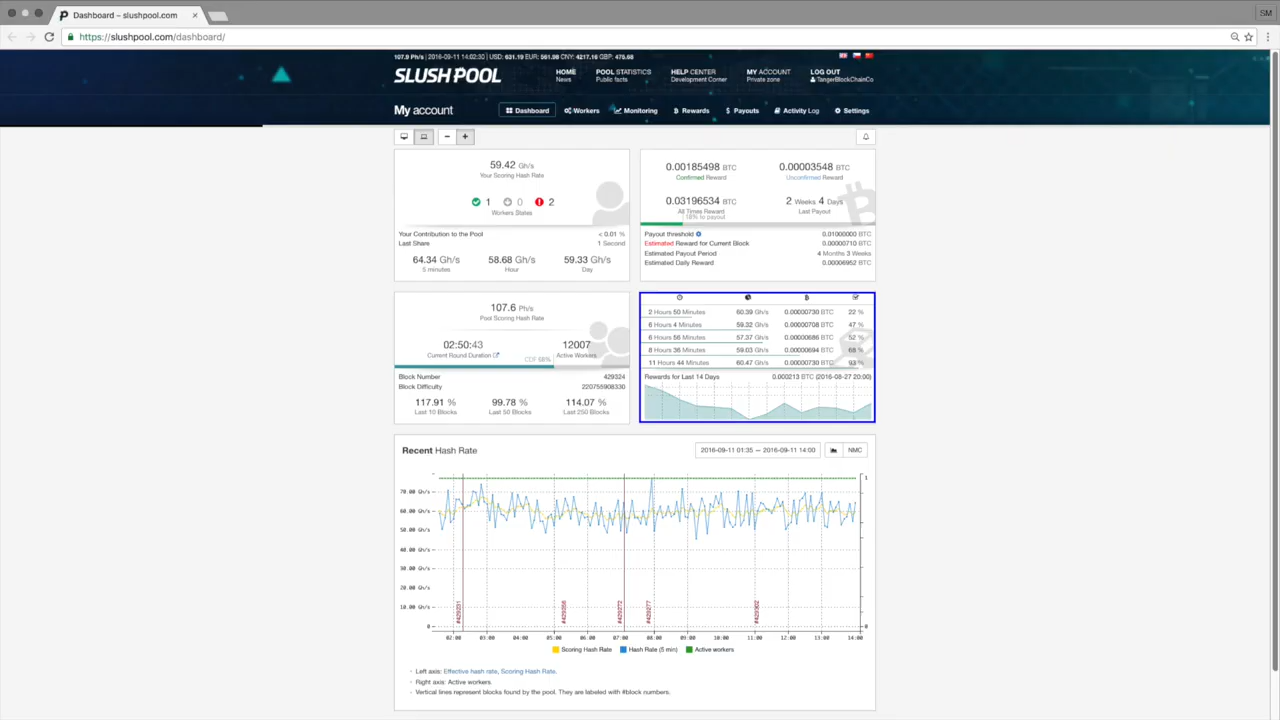 Dashboard – slushpool.com
SM
https://slushpool.com/dashboard/
107.9 Ph/s | 2016-09-11 14:02:30 | USD: 631.19 EUR: 561.98 CNY: 4217.16 GBP: 475.68
SLUSH POOL
HOME
News
POOL STATISTICS
Public facts
HELP CENTER
Development Corner
MY ACCOUNT
Private zone
LOG OUT
TangerBlockChainCo
My account
Dashboard
Workers
Monitoring
Rewards
Payouts
Activity Log
Settings
59.42 Gh/s
Your Scoring Hash Rate
1 0 2
Workers States
Your Contribution to the Pool < 0.01 %
Last Share 1 Second
64.34 Gh/s 58.68 Gh/s 59.33 Gh/s
5 minutes Hour Day
0.00185498 BTC 0.00003548 BTC
Confirmed Reward Unconfirmed Reward
0.03196534 BTC 2 Weeks 4 Days
All Times Reward Last Payout
18% to payout
Payout threshold 0.01000000 BTC
Estimated Reward for Current Block 0.00000710 BTC
Estimated Payout Period 4 Months 3 Weeks
Estimated Daily Reward 0.00006952 BTC
107.6 Ph/s
Pool Scoring Hash Rate
02:50:43 12007
Current Round Duration Active Workers
CDF 68%
Block Number 429324
Block Difficulty 220755908330
117.91 % 99.78 % 114.07 %
Last 10 Blocks Last 50 Blocks Last 250 Blocks
2 Hours 50 Minutes 60.39 Gh/s 0.00000730 BTC 22 %
6 Hours 4 Minutes 59.32 Gh/s 0.00000708 BTC 47 %
6 Hours 56 Minutes 57.37 Gh/s 0.00000686 BTC 52 %
8 Hours 36 Minutes 59.03 Gh/s 0.00000694 BTC 68 %
11 Hours 44 Minutes 60.47 Gh/s 0.00000730 BTC 93 %
Rewards for Last 14 Days 0.000213 BTC (2016-08-27 20:00)
Recent Hash Rate
2016-09-11 01:35 — 2016-09-11 14:00
NMC
70.00 Gh/s
60.00 Gh/s
50.00 Gh/s
40.00 Gh/s
30.00 Gh/s
20.00 Gh/s
10.00 Gh/s
0
1
0
#429272
#429277
#429302
02:00 03:00 04:00 05:00 06:00 07:00 08:00 09:00 10:00 11:00 12:00 13:00 14:00
Scoring Hash Rate Hash Rate (5 min) Active workers
Left axis: Effective hash rate, Scoring Hash Rate.
Right axis: Active workers.
Vertical lines represent blocks found by the pool. They are labeled with #block numbers.